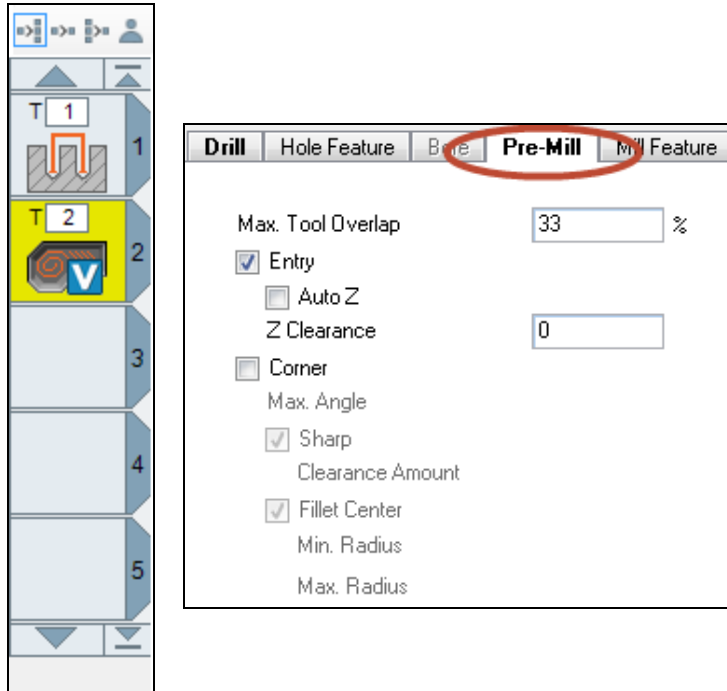 T 1
1
T 2
V
2
3
4
5
Drill Hole Feature Bore Pre-Mill Mill Feature
Max. Tool Overlap 33 %
Entry
Auto Z
Z Clearance 0
Corner
Max. Angle
Sharp
Clearance Amount
Fillet Center
Min. Radius
Max. Radius